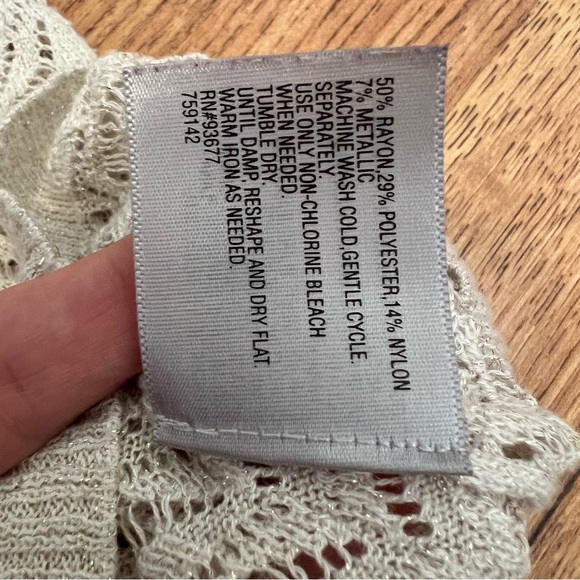 50% RAYON,29% POLYESTER,14% NYLON
7% METALLIC
MACHINE WASH COLD,GENTLE CYCLE.
SEPARATELY.
USE ONLY NON-CHLORINE BLEACH
WHEN NEEDED.
TUMBLE DRY
UNTIL DAMP, RESHAPE AND DRY FLAT.
WARM IRON AS NEEDED.
RN#93677
759142